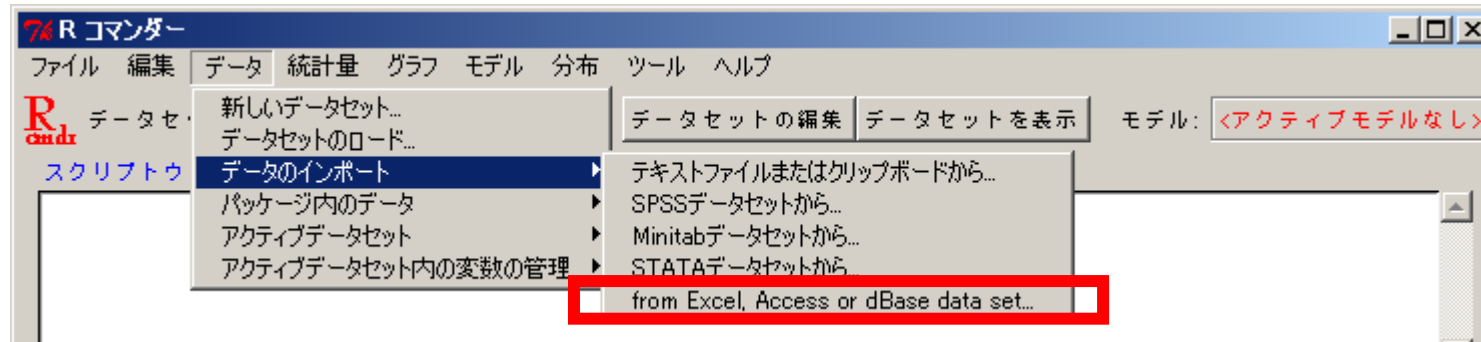 R コマンダー
ファイル 編集 データ 統計量 グラフ モデル 分布 ツール ヘルプ
R cmdr データセ データセットの編集 データセットを表示 モデル: <アクティブモデルなし>
新しいデータセット...
データセットのロード...
スクリプトウ
データのインポート
パッケージ内のデータ
アクティブデータセット
アクティブデータセット内の変数の管理
テキストファイルまたはクリップボードから...
SPSSデータセットから...
Minitabデータセットから...
STATAデータセットから...
from Excel, Access or dBase data set...